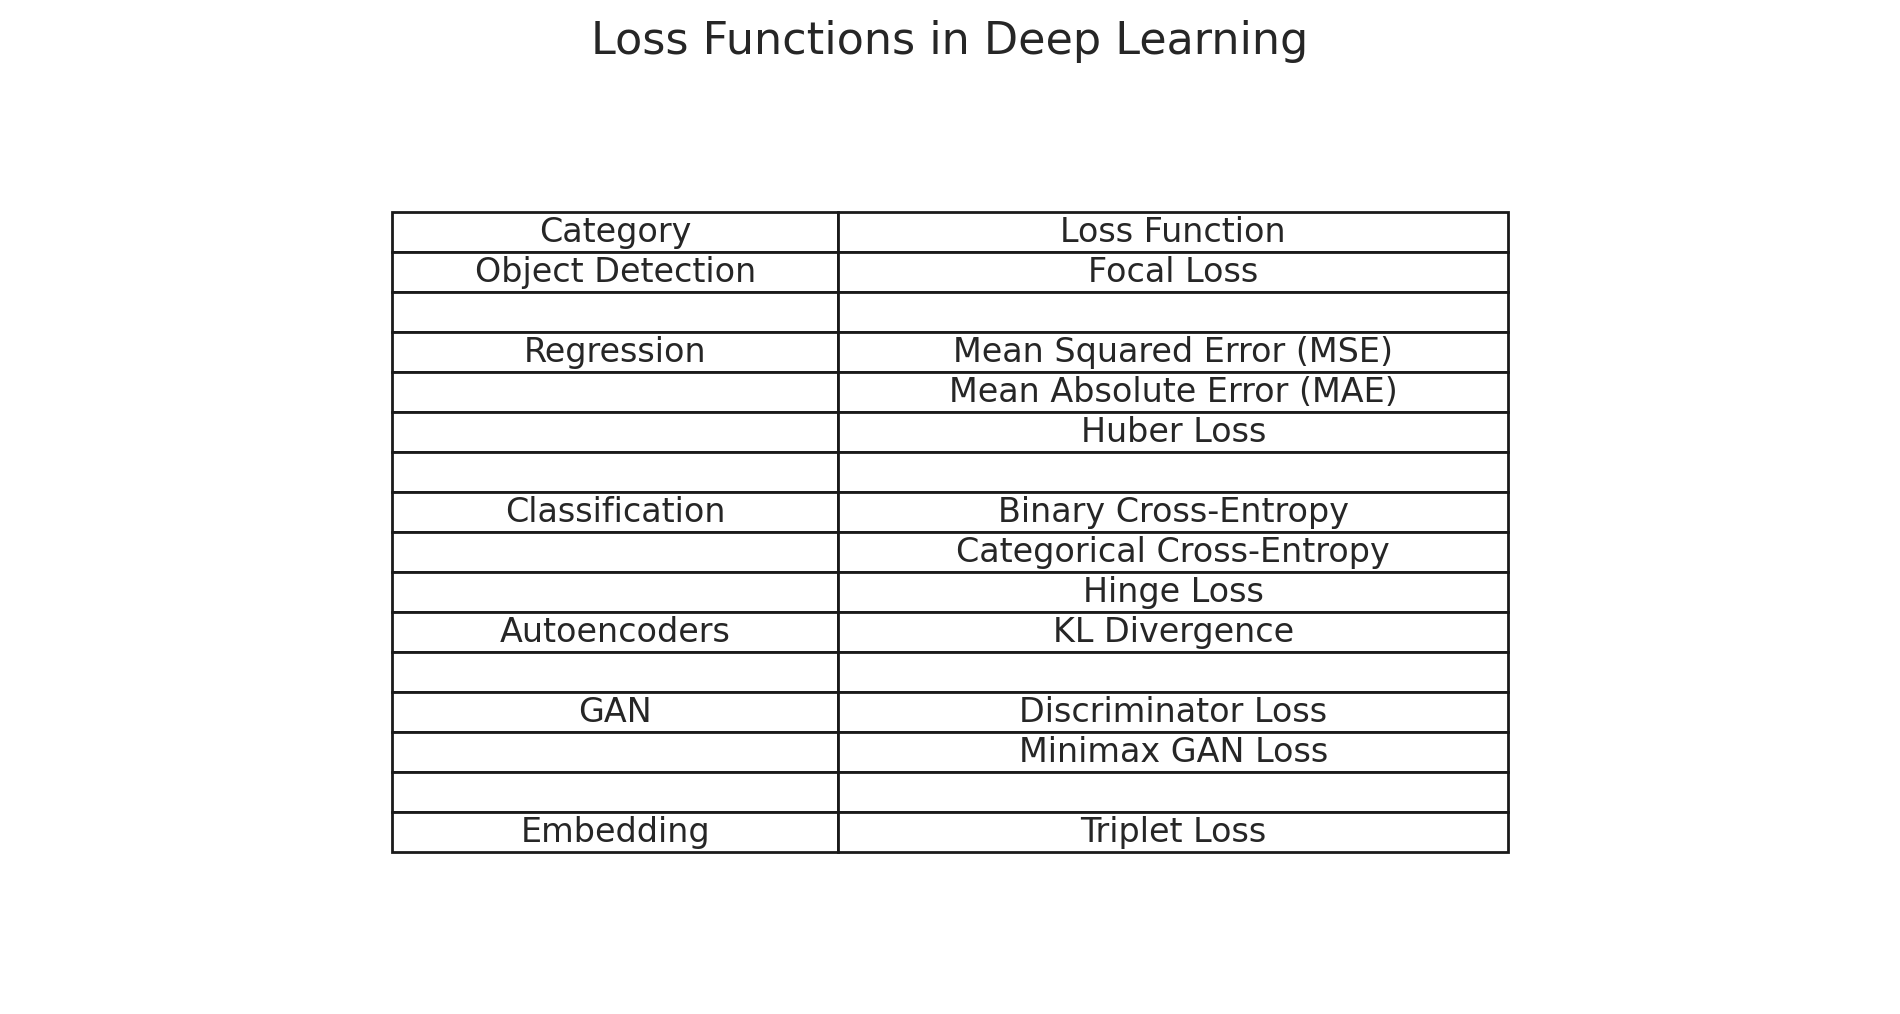 Loss Functions in Deep Learning
Category Loss Function
Object Detection Focal Loss
Regression Mean Squared Error (MSE)
Mean Absolute Error (MAE)
Huber Loss
Classification Binary Cross-Entropy
Categorical Cross-Entropy
Hinge Loss
Autoencoders KL Divergence
GAN Discriminator Loss
Minimax GAN Loss
Embedding Triplet Loss